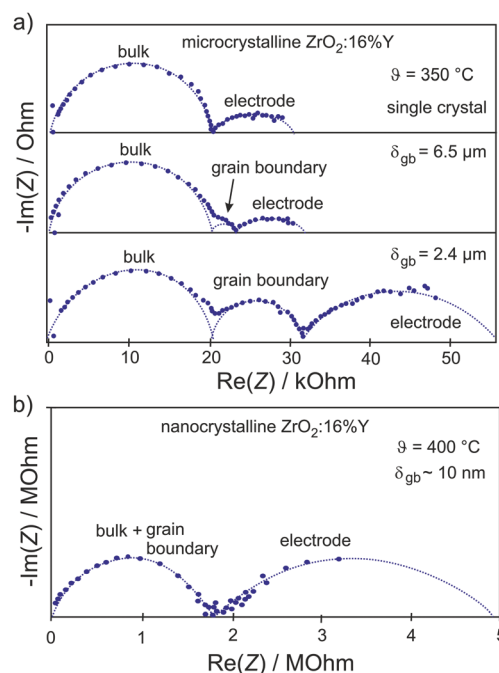 a)
bulk
microcrystalline ZrO₂:16%Y
ϑ = 350 °C
electrode
single crystal
bulk
δgb = 6.5 µm
grain boundary
electrode
bulk
δgb = 2.4 µm
grain boundary
electrode
-Im(Z) / Ohm
0 10 20 30 40 50
Re(Z) / kOhm
b)
nanocrystalline ZrO₂:16%Y
ϑ = 400 °C
δgb ~ 10 nm
bulk + grain
boundary
electrode
-Im(Z) / MOhm
0 1 2 3 4 5
Re(Z) / MOhm